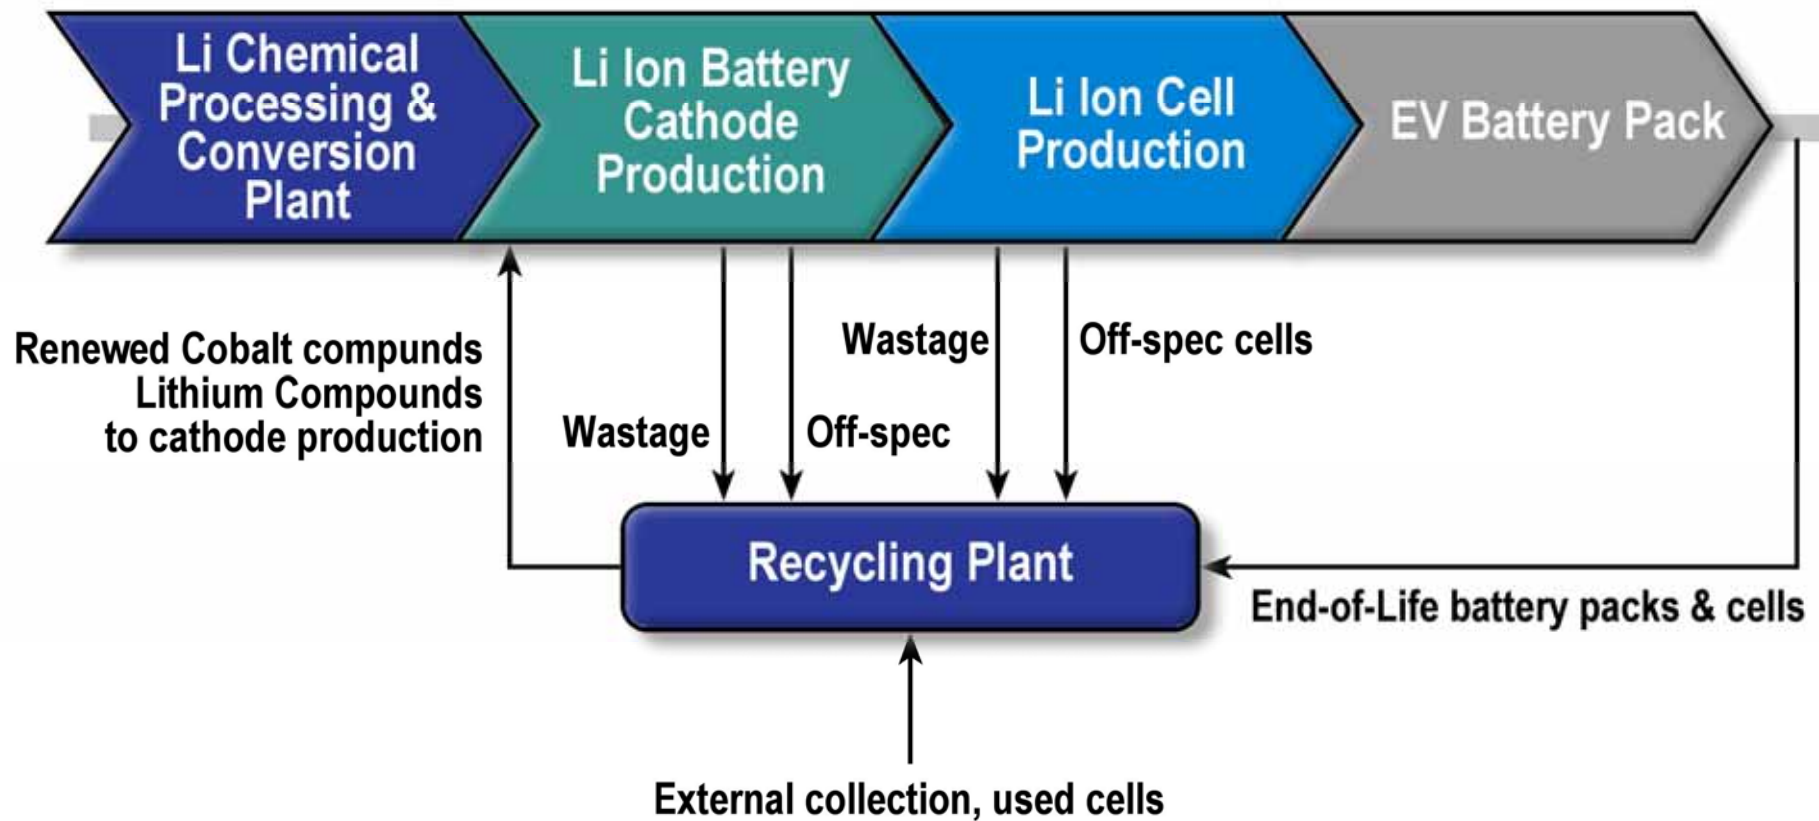 Li Chemical
Processing &
Conversion
Plant
Li Ion Battery
Cathode
Production
Li Ion Cell
Production
EV Battery Pack
Renewed Cobalt compunds
Lithium Compounds
to cathode production
Wastage
Off-spec
Wastage
Off-spec cells
Recycling Plant
End-of-Life battery packs & cells
External collection, used cells